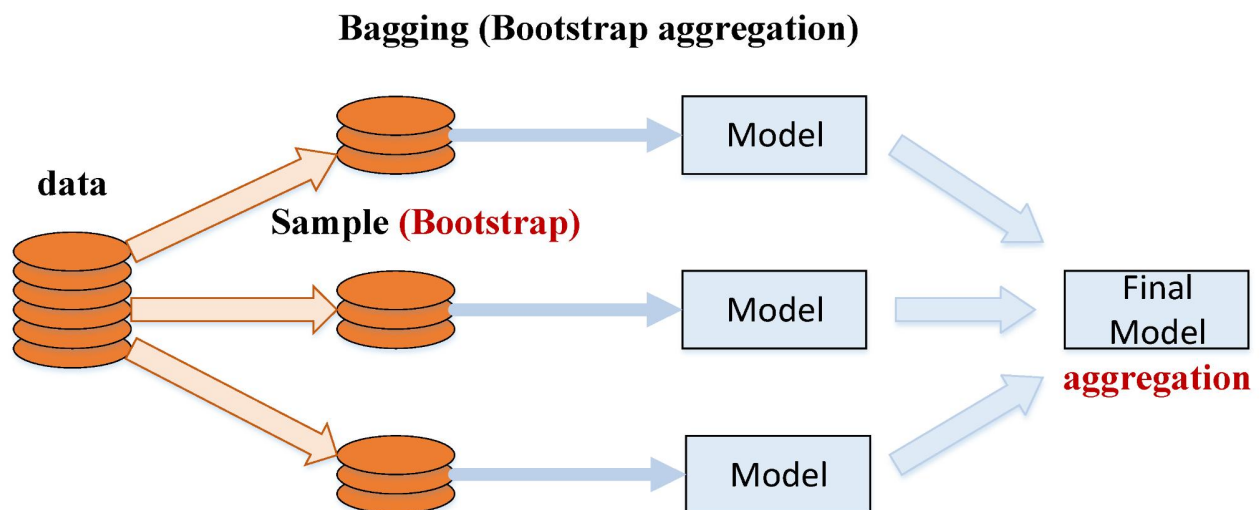 Bagging (Bootstrap aggregation)
data
Sample (Bootstrap)
Model
Model
Model
Final
Model
aggregation